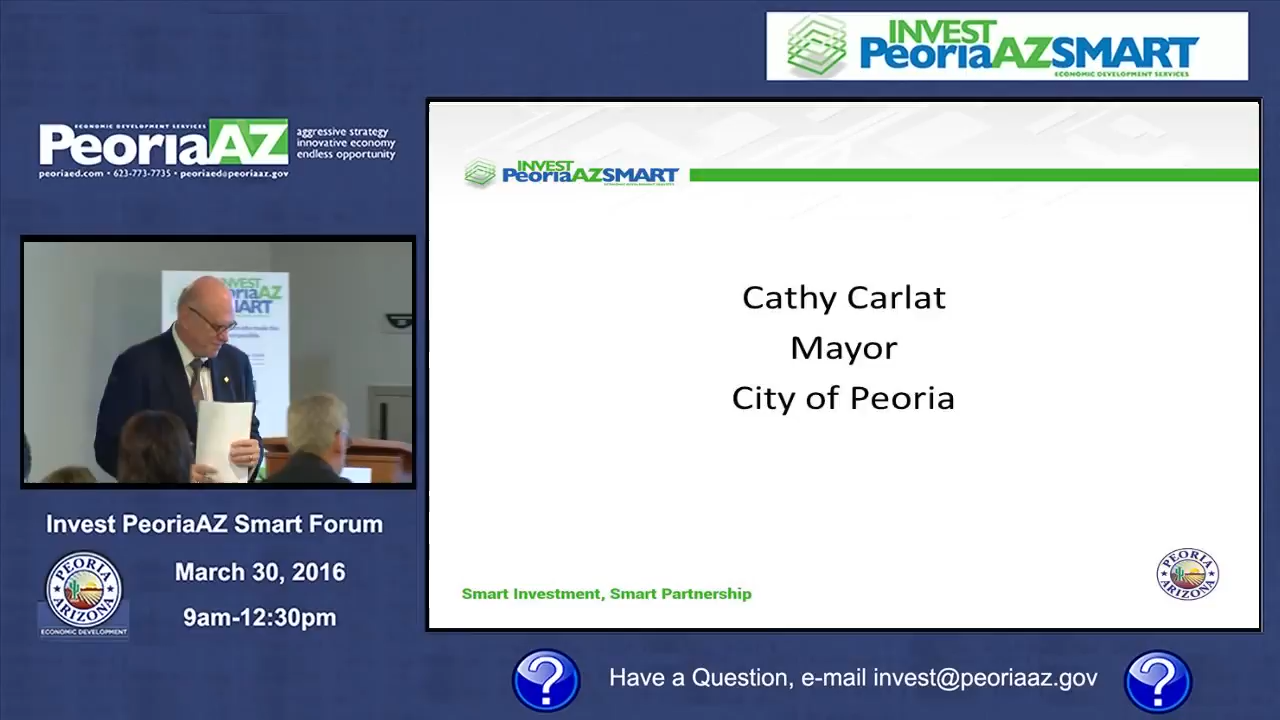 INVEST
PeoriaAZSMART
ECONOMIC DEVELOPMENT SERVICES
ECONOMIC DEVELOPMENT SERVICES
PeoriaAZ
aggressive strategy
innovative economy
endless opportunity
peoriaed.com • 623-773-7735 • peoriaed@peoriaaz.gov
INVEST
PeoriaAZSMART
Cathy Carlat
Mayor
City of Peoria
INVEST
oriaAZ
MART
Invest PeoriaAZ Smart Forum
March 30, 2016
9am-12:30pm
PEORIA
ARIZONA
ECONOMIC DEVELOPMENT
Smart Investment, Smart Partnership
PEORIA
ARIZONA
Have a Question, e-mail invest@peoriaaz.gov